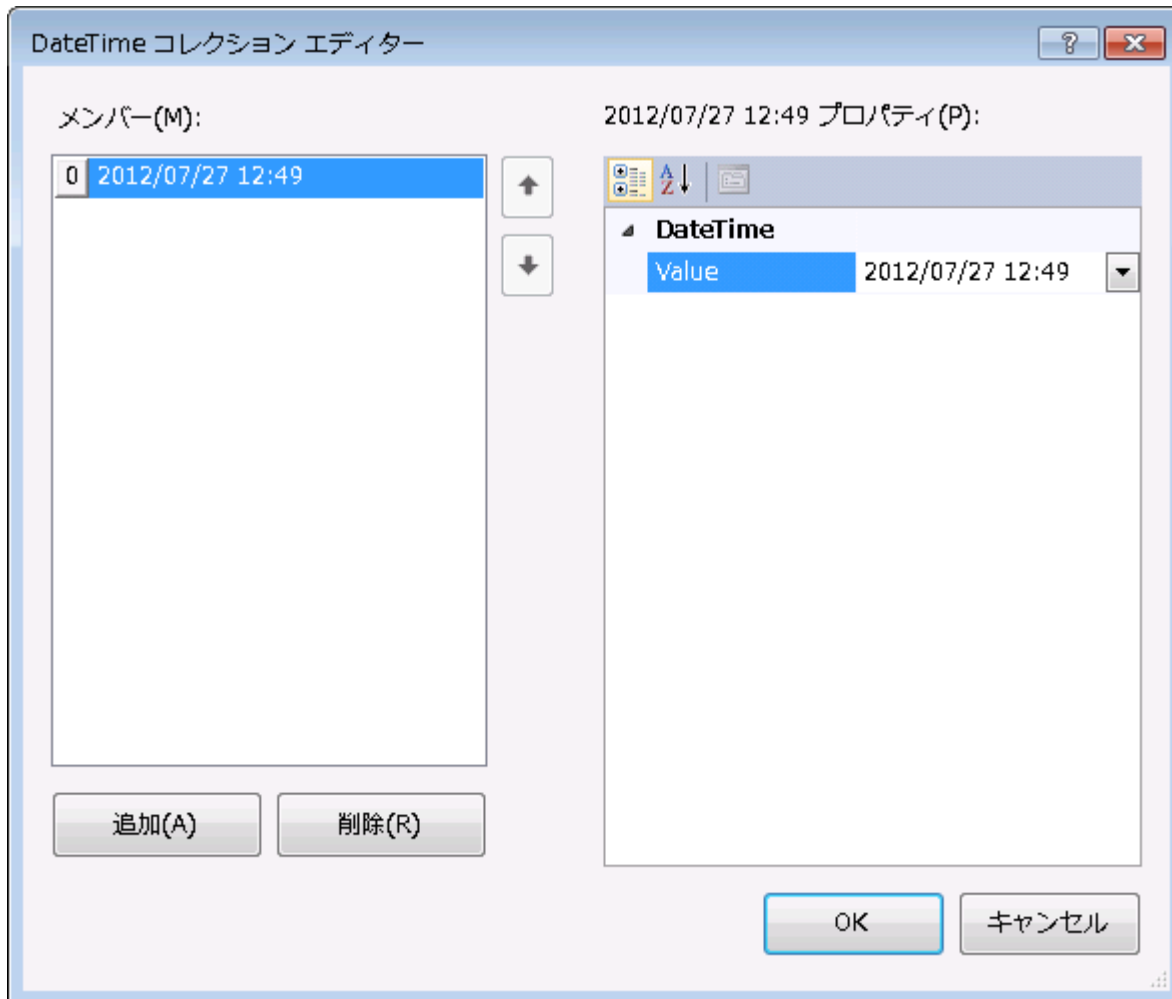 DateTime コレクション エディター
メンバー(M):
0 2012/07/27 12:49
追加(A)
削除(R)
2012/07/27 12:49 プロパティ(P):
DateTime
Value 2012/07/27 12:49
OK
キャンセル